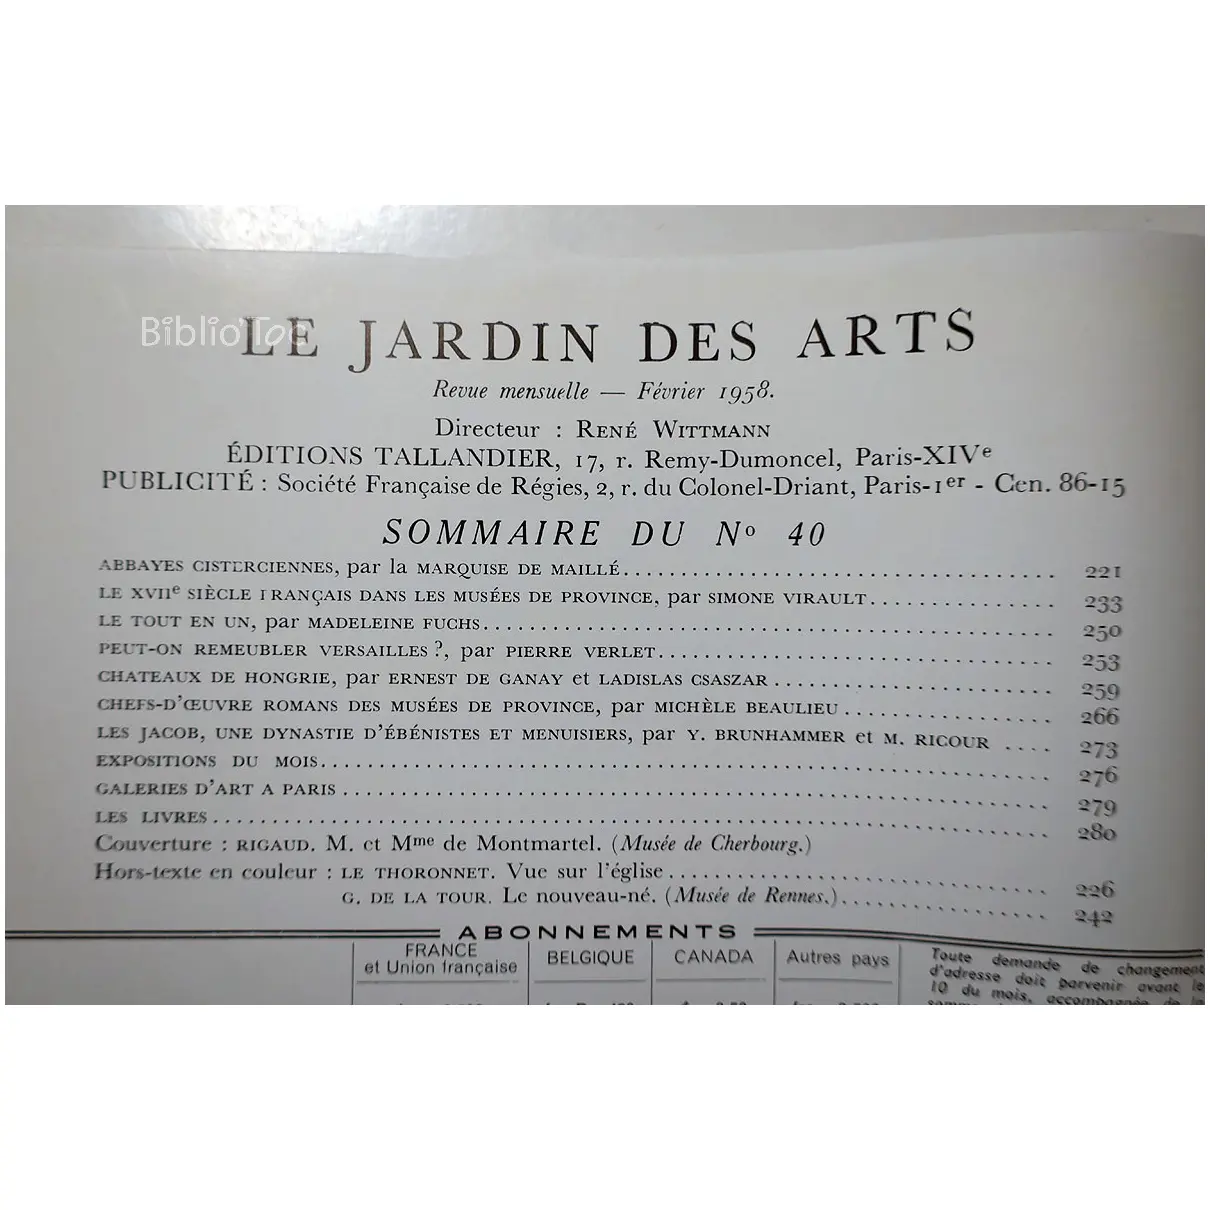 Biblio'Toc
LE JARDIN DES ARTS
Revue mensuelle — Février 1958.
Directeur : RENÉ WITTMANN
ÉDITIONS TALLANDIER, 17, r. Remy-Dumoncel, Paris-XIVe
PUBLICITÉ : Société Française de Régies, 2, r. du Colonel-Driant, Paris-1er - Cen. 86-15
SOMMAIRE DU No 40
ABBAYES CISTERCIENNES, par la MARQUISE DE MAILLÉ. 221
LE XVIIe SIÈCLE FRANÇAIS DANS LES MUSÉES DE PROVINCE, par SIMONE VIRAULT. 233
LE TOUT EN UN, par MADELEINE FUCHS. 250
PEUT-ON REMEUBLER VERSAILLES ?, par PIERRE VERLET. 253
CHATEAUX DE HONGRIE, par ERNEST DE GANAY et LADISLAS CSASZAR 259
CHEFS-D'ŒUVRE ROMANS DES MUSÉES DE PROVINCE, par MICHÈLE BEAULIEU 266
LES JACOB, UNE DYNASTIE D'ÉBÉNISTES ET MENUISIERS, par Y. BRUNHAMMER et M. RICOUR 273
EXPOSITIONS DU MOIS. 276
GALERIES D'ART A PARIS 279
LES LIVRES 280
Couverture : RIGAUD. M. et Mme de Montmartel. (Musée de Cherbourg.)
Hors-texte en couleur : LE THORONNET. Vue sur l'église 226
G. DE LA TOUR. Le nouveau-né. (Musée de Rennes.) 242
ABONNEMENTS
FRANCE et Union française
BELGIQUE
CANADA
Autres pays
Toute demande de changement
d'adresse doit parvenir avant le
10 du mois, accompagnée de la